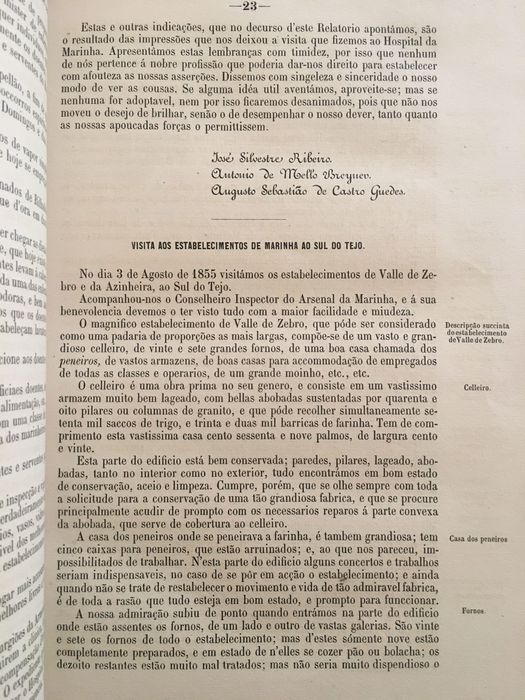 —23—
Estas e outras indicações, que no decurso d'este Relatorio apontámos, são
o resultado das impressões que nos deixou a visita que fizemos ao Hospital da
Marinha. Apresentámos estas lembranças com timidez, por isso que nenhum
de nós pertence á nobre profissão que poderia dar-nos direito para estabelecer
com afouteza as nossas asserções. Dissemos com singeleza e sinceridade o nosso
modo de ver as cousas. Se alguma idéa util aventámos, aproveite-se; mas se
nenhuma for adoptavel, nem por isso ficaremos desanimados, pois que não nos
moveu o desejo de brilhar, senão o de desempenhar o nosso dever, tanto quanto
as nossas apoucadas forças o permittissem.
José Silvestre Ribeiro.
Antonio de Mello Breyner.
Augusto Sebastião de Castro Guedes.
VISITA AOS ESTABELECIMENTOS DE MARINHA AO SUL DO TEJO.
No dia 3 de Agosto de 1855 visitámos os estabelecimentos de Valle de Ze-
bro e da Azinheira, ao Sul do Tejo.
Acompanhou-nos o Conselheiro Inspector do Arsenal da Marinha, e á sua
benevolencia devemos o ter visto tudo com a maior facilidade e miudeza.
O magnifico estabelecimento de Valle de Zebro, que póde ser considerado
como uma padaria de proporções as mais largas, compõe-se de um vasto e gran-
dioso celleiro, de vinte e sete grandes fornos, de uma boa casa chamada dos
peneiros, de vastos armazens, de boas casas para accommodação de empregados
de todas as classes e operarios, de um grande moinho, etc., etc.
Descripção succinta
do estabelecimento
de Valle de Zebro.
O celleiro é uma obra prima no seu genero, e consiste em um vastissimo
armazem muito bem lageado, com bellas abobadas sustentadas por quarenta e
oito pilares ou columnas de granito, e que póde recolher simultaneamente se-
tenta mil saccos de trigo, e trinta e duas mil barricas de farinha. Tem de com-
primento esta vastissima casa cento sessenta e nove palmos, de largura cento
e vinte.
Celleiro.
Esta parte do edificio está bem conservada; paredes, pilares, lageado, abo-
badas, tanto no interior como no exterior, tudo encontrámos em bom estado
de conservação, aceio e limpeza. Cumpre, porém, que se olhe sempre com toda
a solicitude para a conservação de uma tão grandiosa fabrica, e que se procure
principalmente acudir de prompto com os necessarios reparos á parte convexa
da abobada, que serve de cobertura ao celleiro.
A casa dos peneiros onde se peneirava a farinha, é tambem grandiosa; tem
cinco caixas para peneiros, que estão arruinados; e, ao que nos pareceu, im-
possibilitados de trabalhar. N'esta parte do edificio alguns concertos e trabalhos
seriam indispensaveis, no caso de se pôr em acção o estabelecimento; e ainda
quando não se trate de restabelecer o movimento e vida de tão admiravel fabrica,
é de toda a rasão que tudo esteja em bom estado, e prompto para funccionar.
Casa dos peneiros
A nossa admiração subiu de ponto quando entrámos na parte do edificio
onde estão assentes os fornos, de um lado e outro de vastas galerias. São vinte
e sete os fornos de todo o estabelecimento; mas d'estes sómente nove estão
completamente preparados, e em estado de n'elles se cozer pão ou bolacha; os
dezoito restantes estão muito mal tratados; mas não seria muito dispendioso o
Fornos.